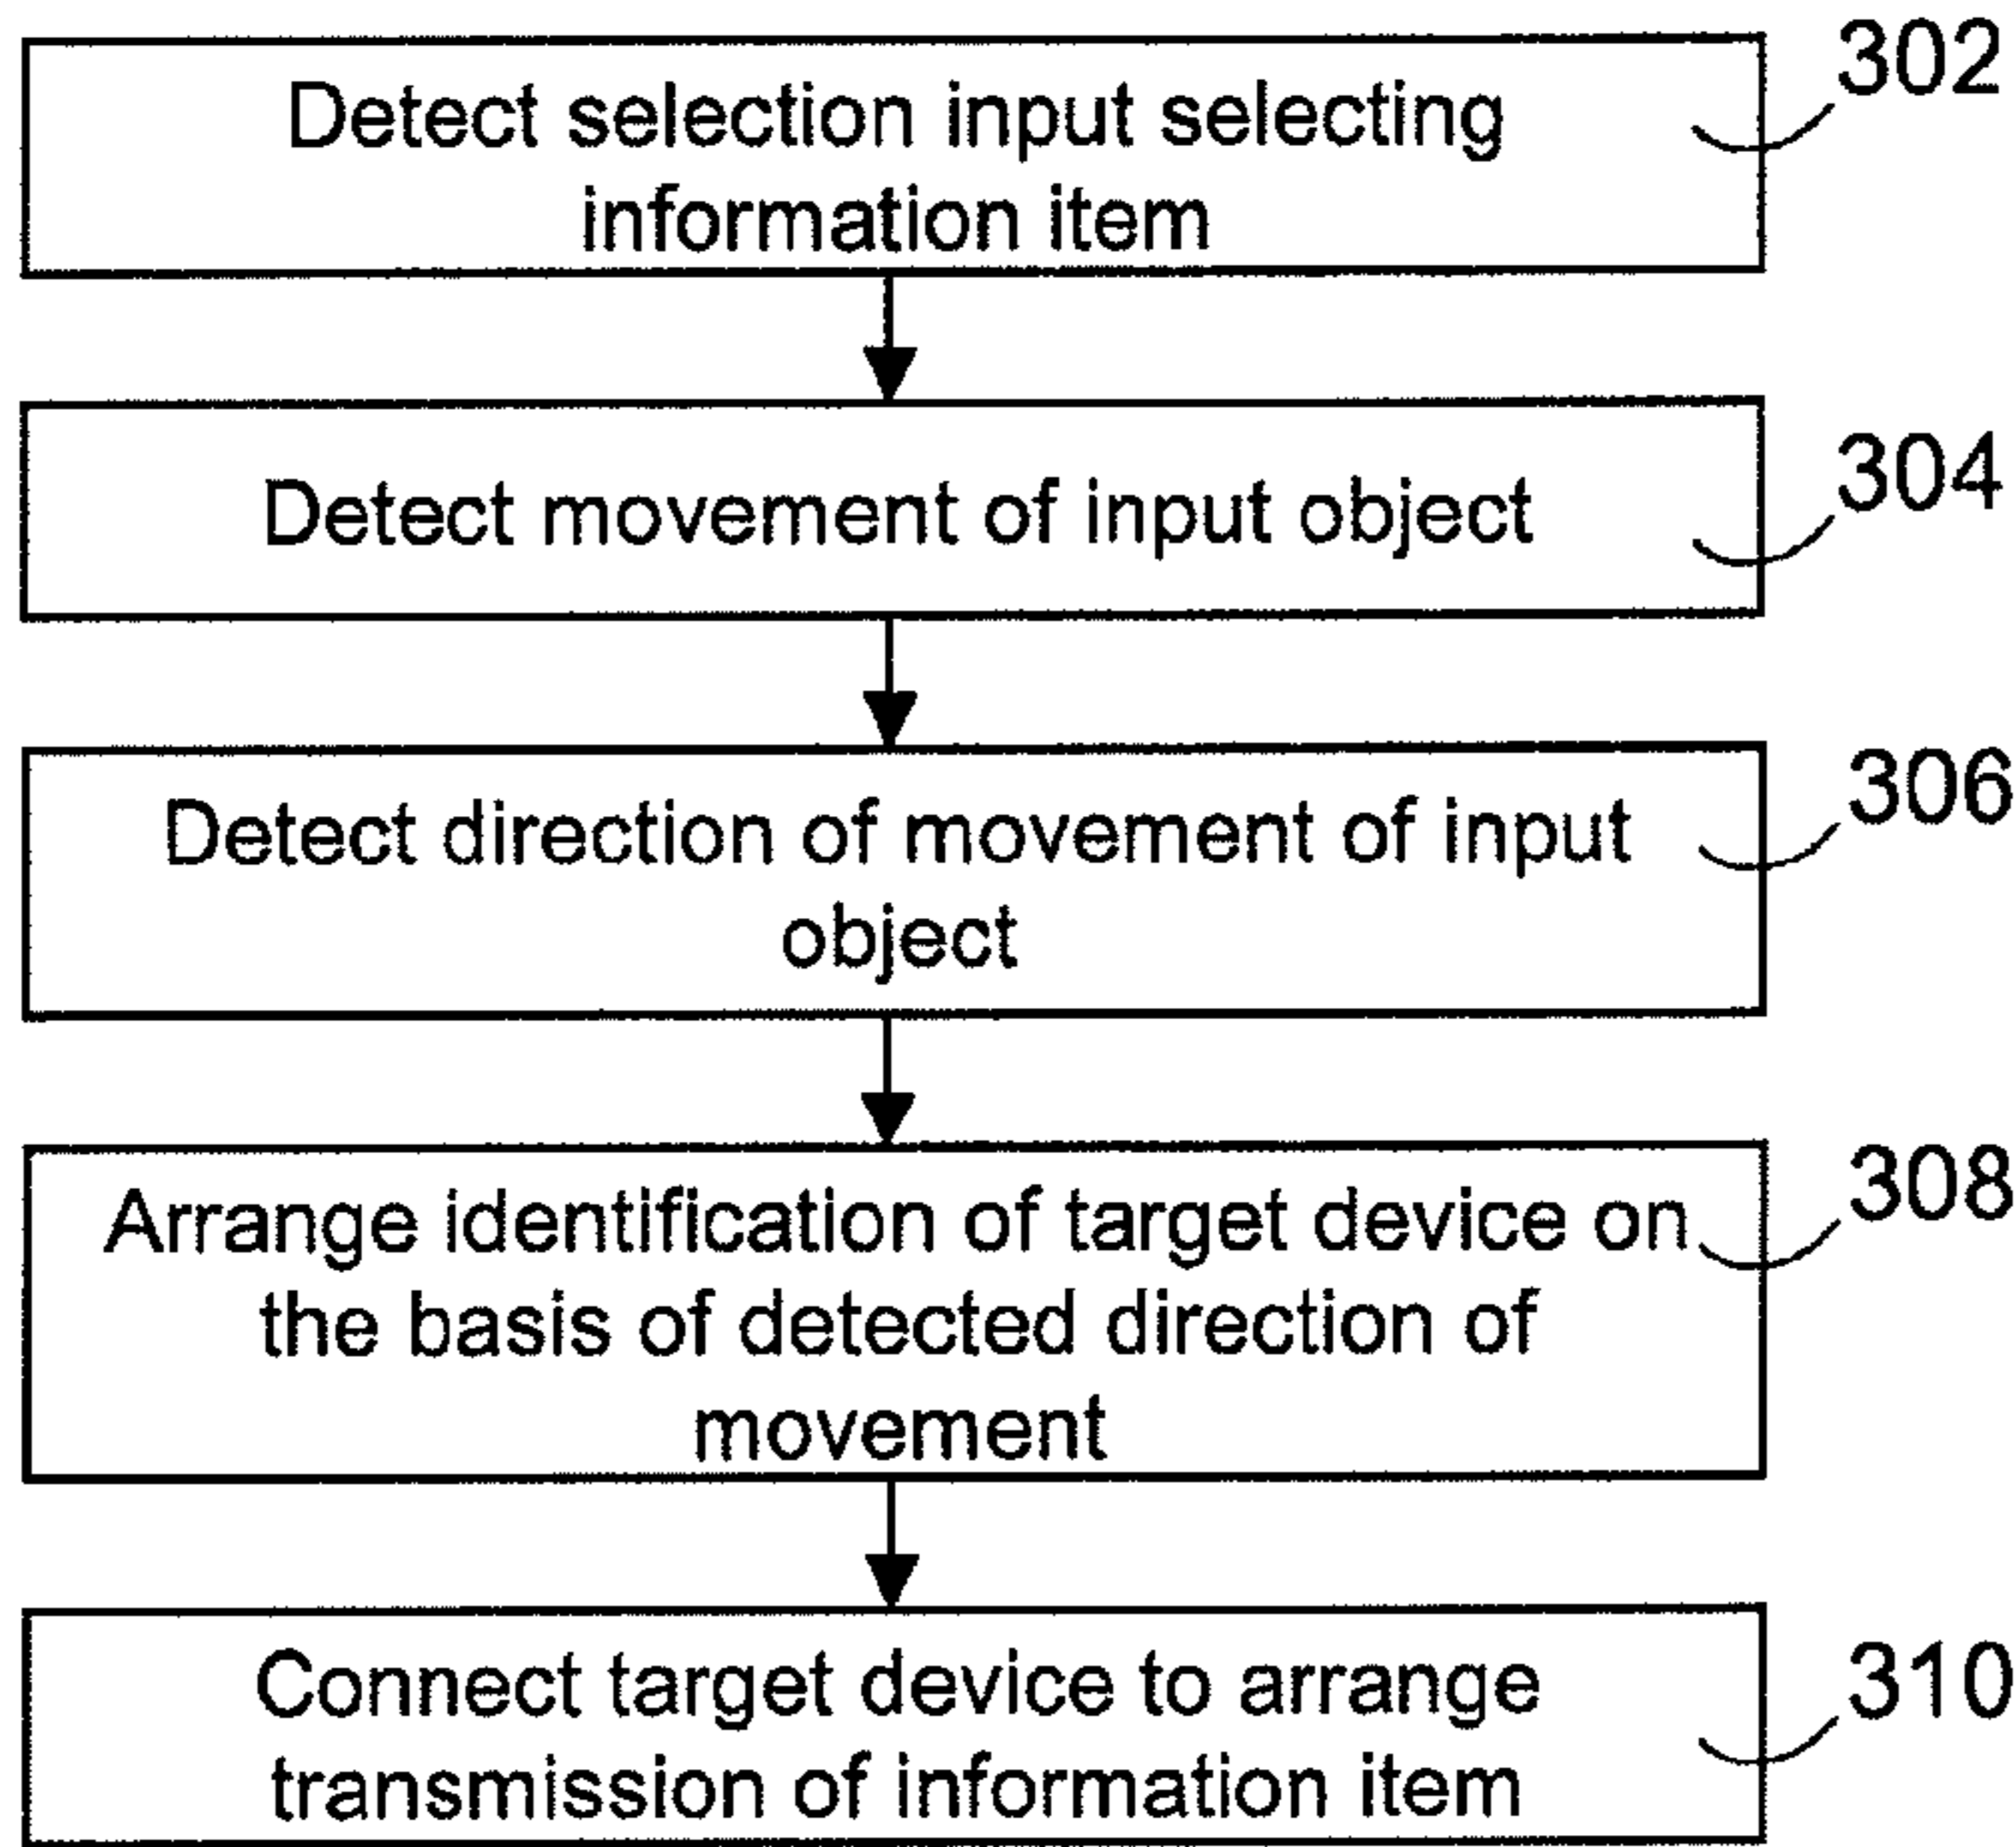 Detect selection input selecting
information item
302
Detect movement of input object
304
Detect direction of movement of input
object
306
Arrange identification of target device on
the basis of detected direction of
movement
308
Connect target device to arrange
transmission of information item
310